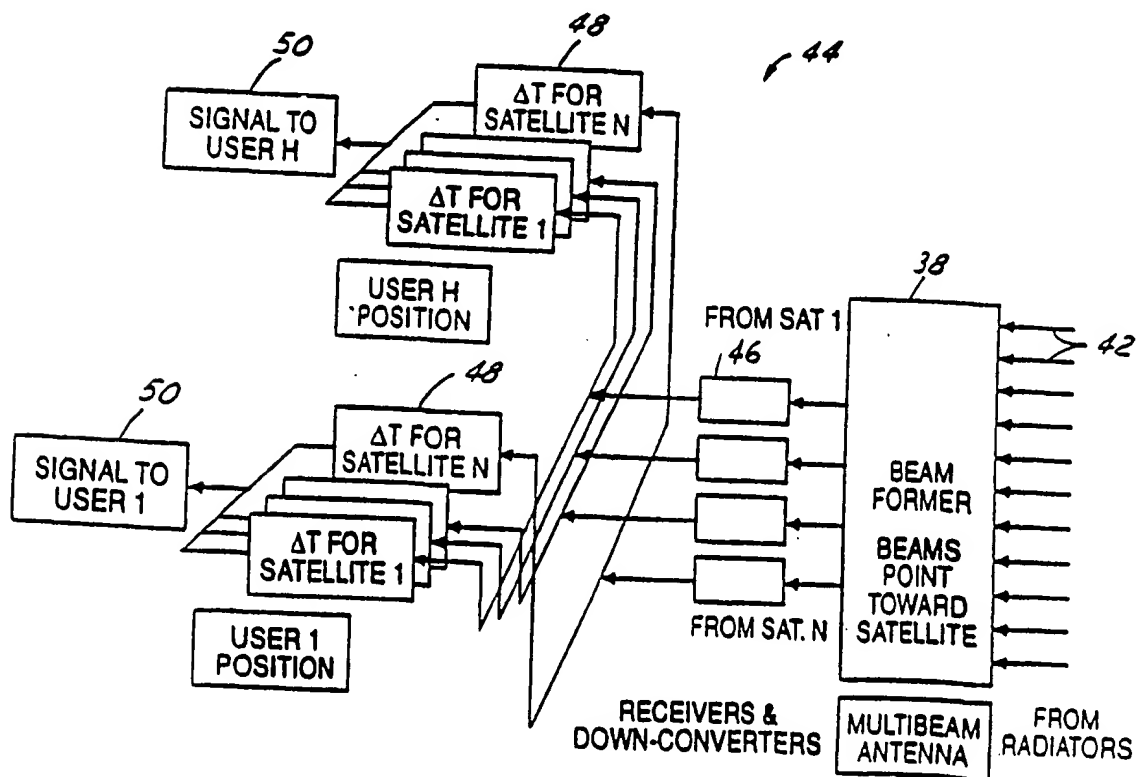 50
48
44
SIGNAL TO
USER H
ΔT FOR
SATELLITE N
ΔT FOR
SATELLITE 1
USER H
POSITION
38
FROM SAT 1
42
46
50
48
SIGNAL TO
USER 1
ΔT FOR
SATELLITE N
ΔT FOR
SATELLITE 1
USER 1
POSITION
BEAM
FORMER
BEAMS
POINT
TOWARD
SATELLITE
FROM SAT. N
RECEIVERS &
DOWN-CONVERTERS
MULTIBEAM
ANTENNA
FROM
RADIATORS